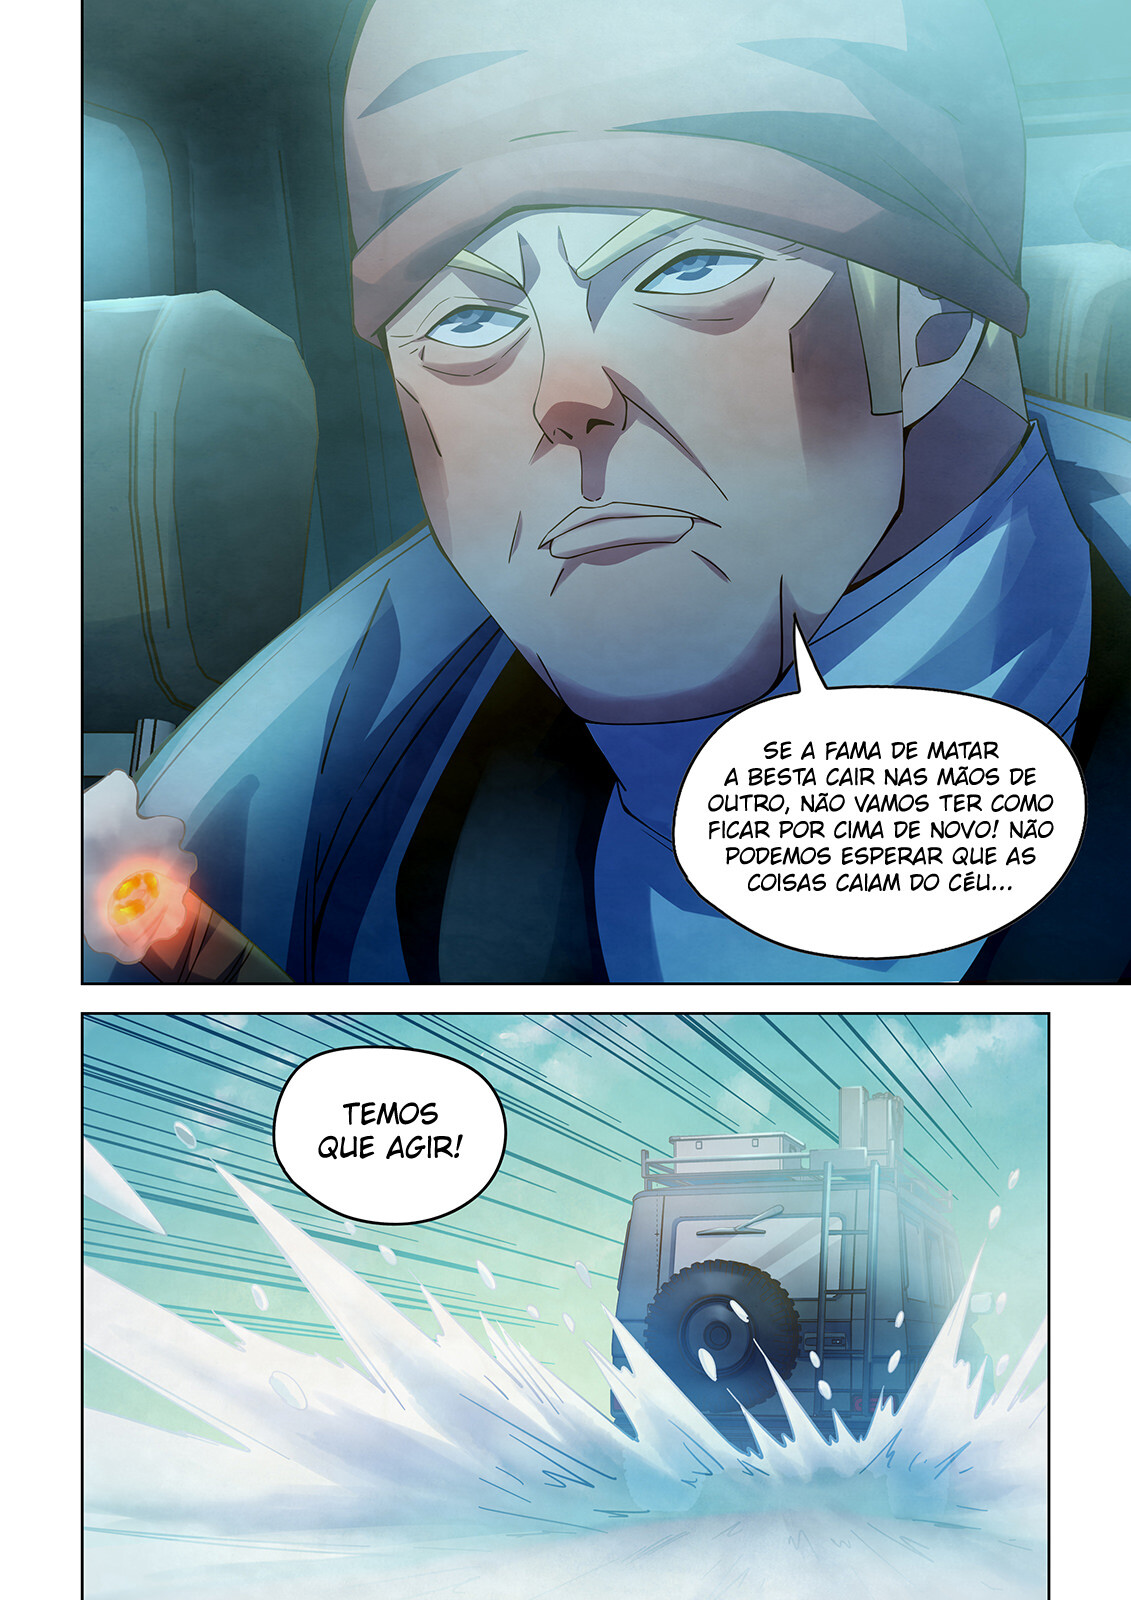 SE A FAMA DE MATAR
A BESTA CAIR NAS MÃOS DE
OUTRO, NÃO VAMOS TER COMO
FICAR POR CIMA DE NOVO! NÃO
PODEMOS ESPERAR QUE AS
COISAS CAIAM DO CÉU...
TEMOS
QUE AGIR!